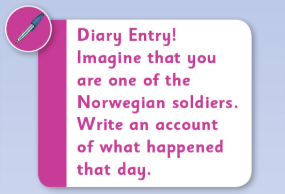 Diary Entry!
Imagine that you
are one of the
Norwegian soldiers.
Write an account
of what happened
that day.